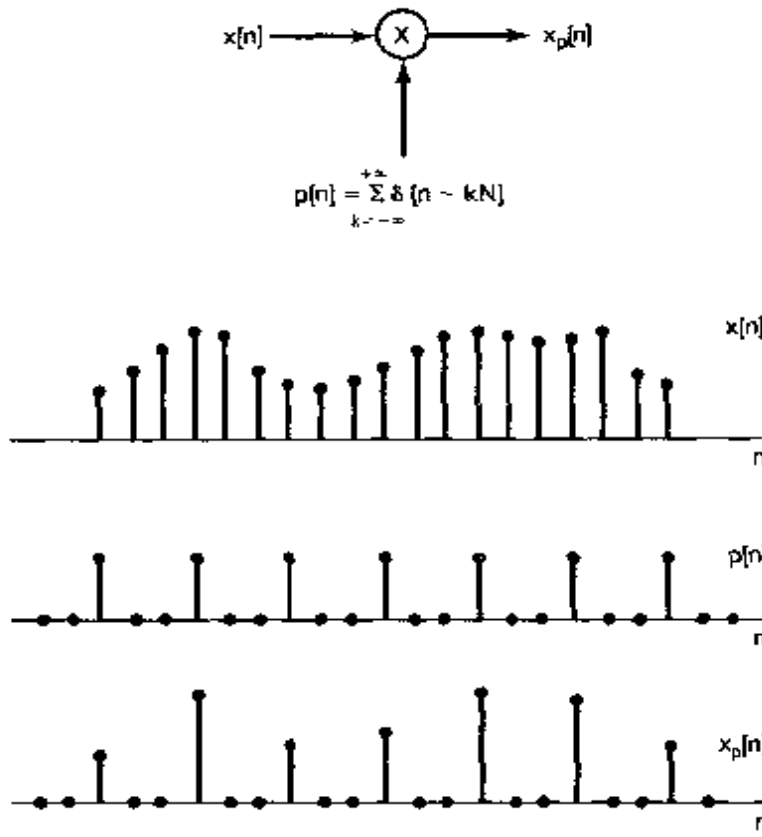 x[n] X xₚ[n]
+∞
p[n] = Σ δ [n − kN]
k = −∞
x[n]
n
p[n]
n
xₚ[n]
n